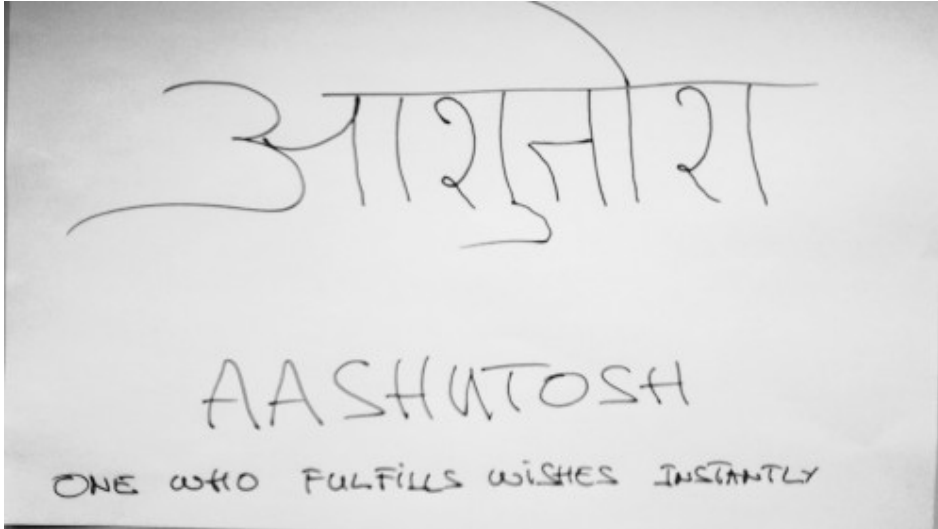 आशुतोश
AASHUTOSH
ONE WHO FULFILLS WISHES INSTANTLY